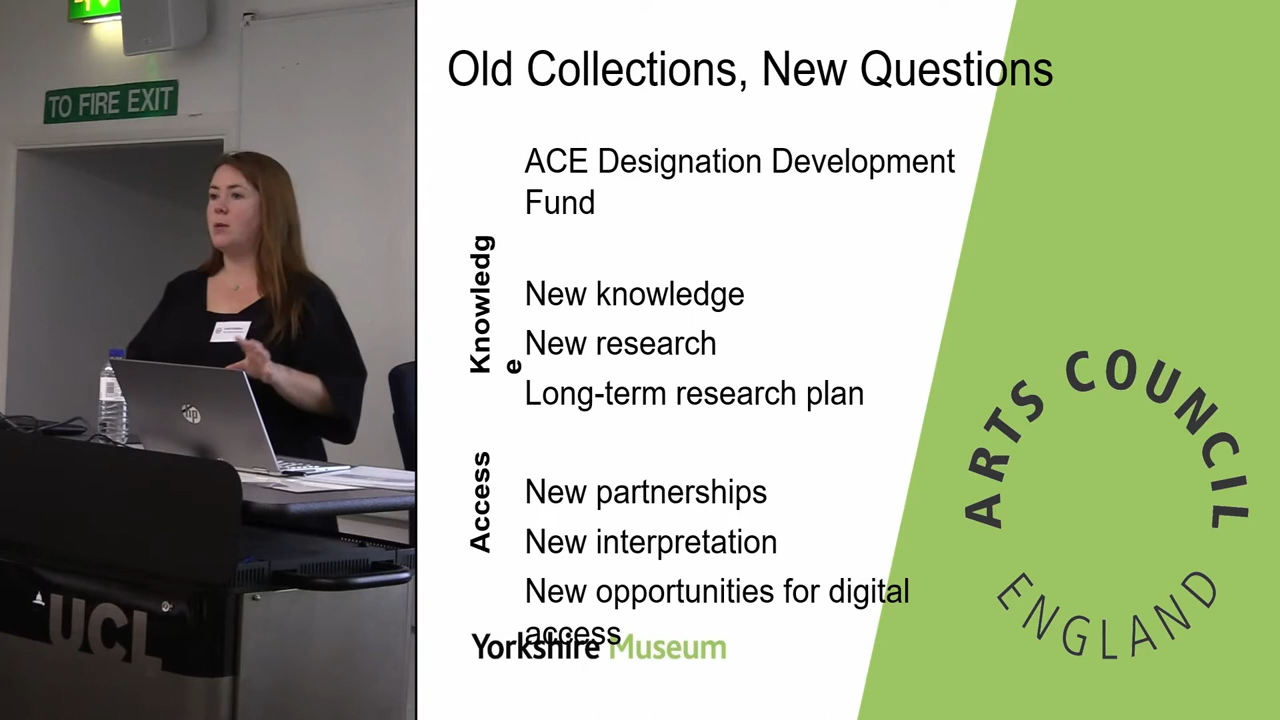 TO FIRE EXIT
hp
UCL
Old Collections, New Questions
ACE Designation Development
Fund
Knowledg
e
New knowledge
New research
Long-term research plan
Access
New partnerships
New interpretation
New opportunities for digital
access
Yorkshire Museum
ARTS COUNCIL
ENGLAND